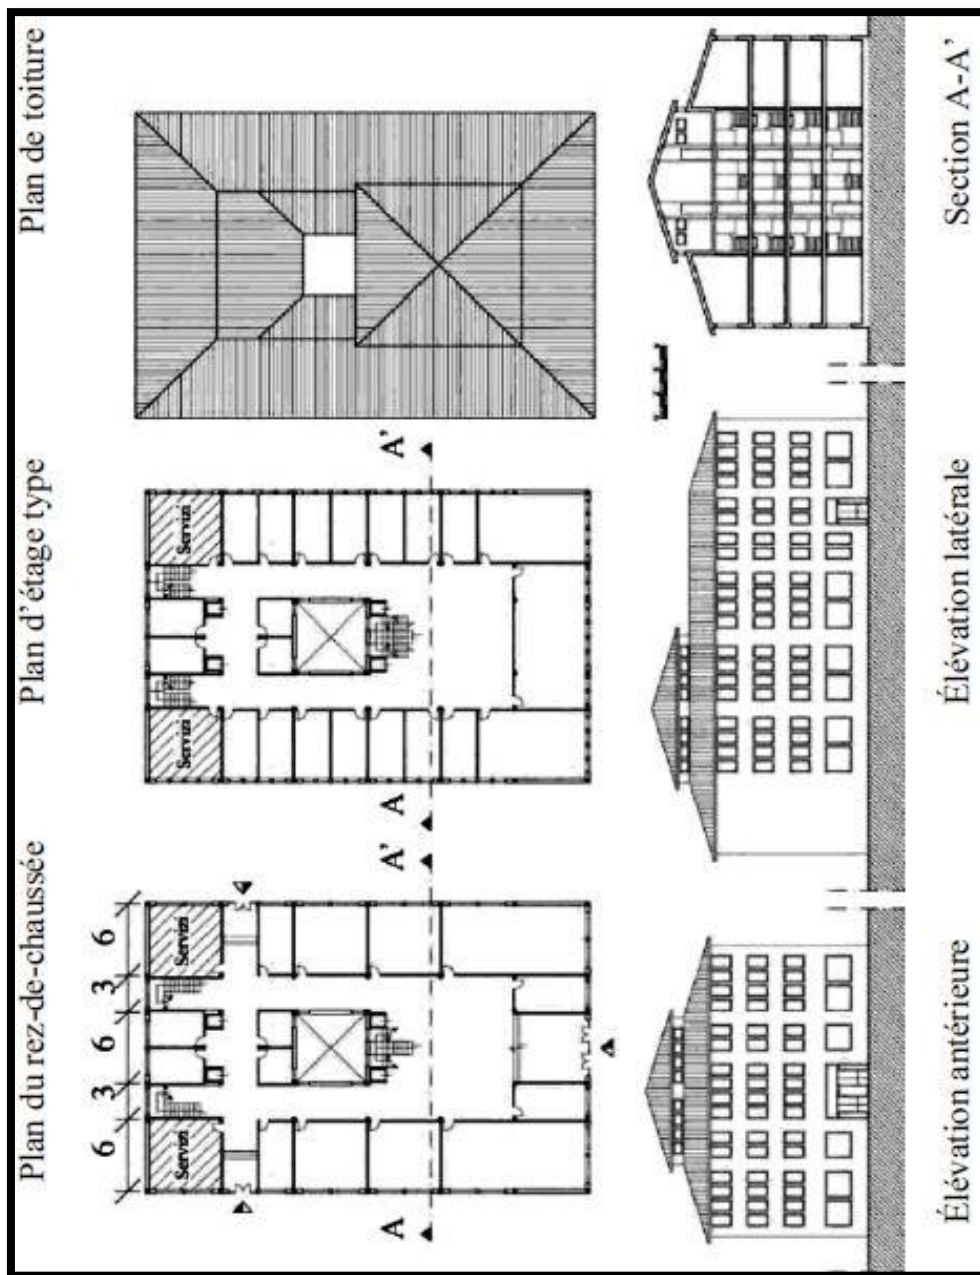 Plan du rez-de-chaussée
Plan d'étage type
Plan de toiture
6 3 6 3 6
Servizi
Servizi
A
A'
Servizi
Servizi
A
A'
Élévation antérieure
Élévation latérale
Section A-A'